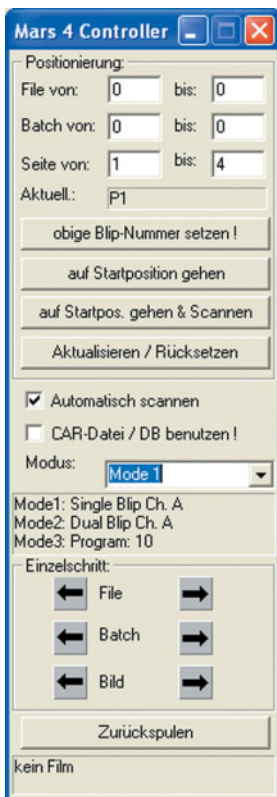 Mars 4 Controller
Positionierung:
File von: 0 bis: 0
Batch von: 0 bis: 0
Seite von: 1 bis: 4
Aktuell.: P1
obige Blip-Nummer setzen !
auf Startposition gehen
auf Startpos. gehen & Scannen
Aktualisieren / Rücksetzen
Automatisch scannen
CAR-Datei / DB benutzen !
Modus: Mode 1
Mode1: Single Blip Ch. A
Mode2: Dual Blip Ch. A
Mode3: Program: 10
Einzelschritt:
File
Batch
Bild
Zurückspulen
kein Film